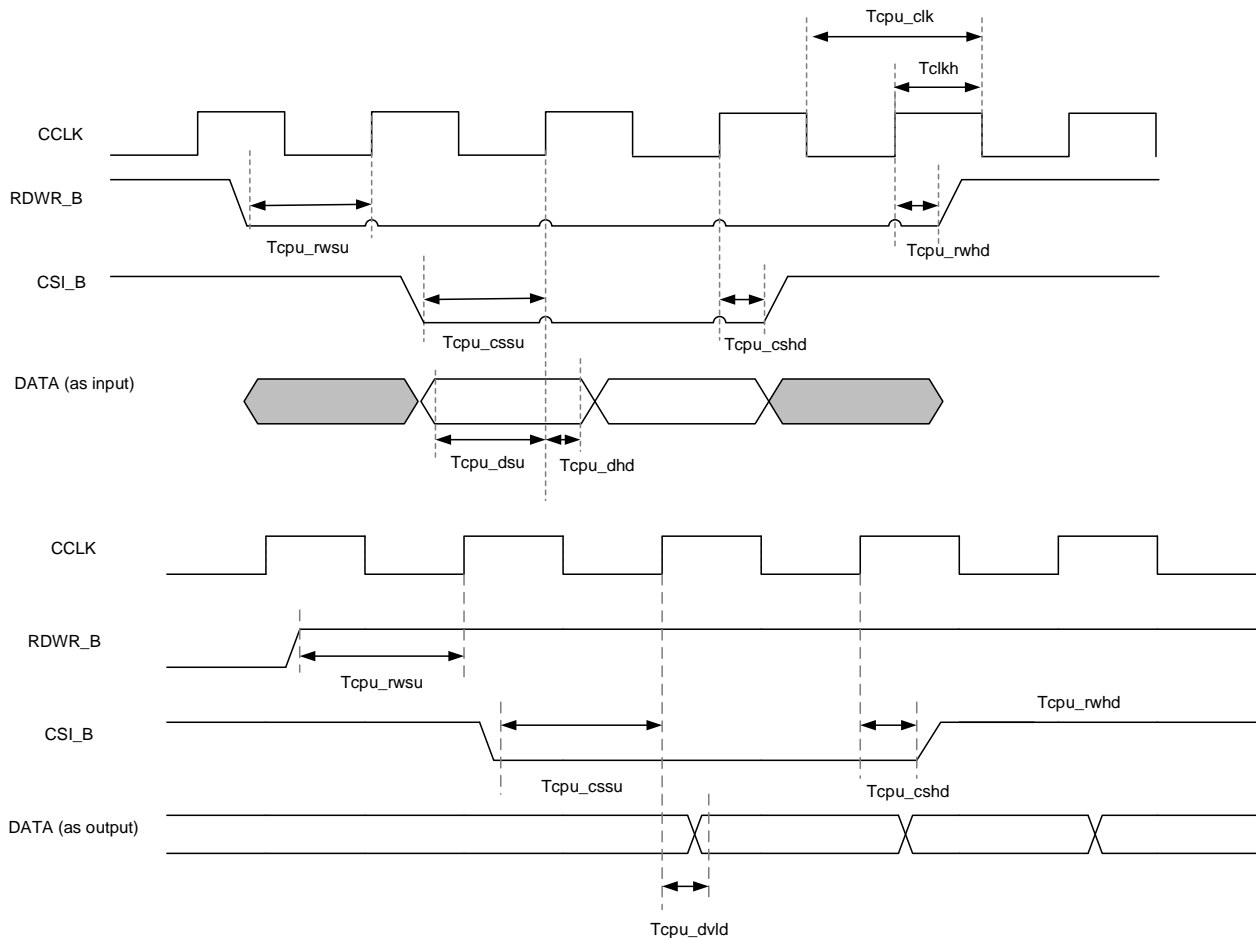 Tcpu_clk
Tclkh
CCLK
RDWR_B
Tcpu_rwsu
Tcpu_rwhd
CSI_B
Tcpu_cssu
Tcpu_cshd
DATA (as input)
Tcpu_dsu
Tcpu_dhd
CCLK
RDWR_B
Tcpu_rwsu
Tcpu_rwhd
CSI_B
Tcpu_cssu
Tcpu_cshd
DATA (as output)
Tcpu_dvld